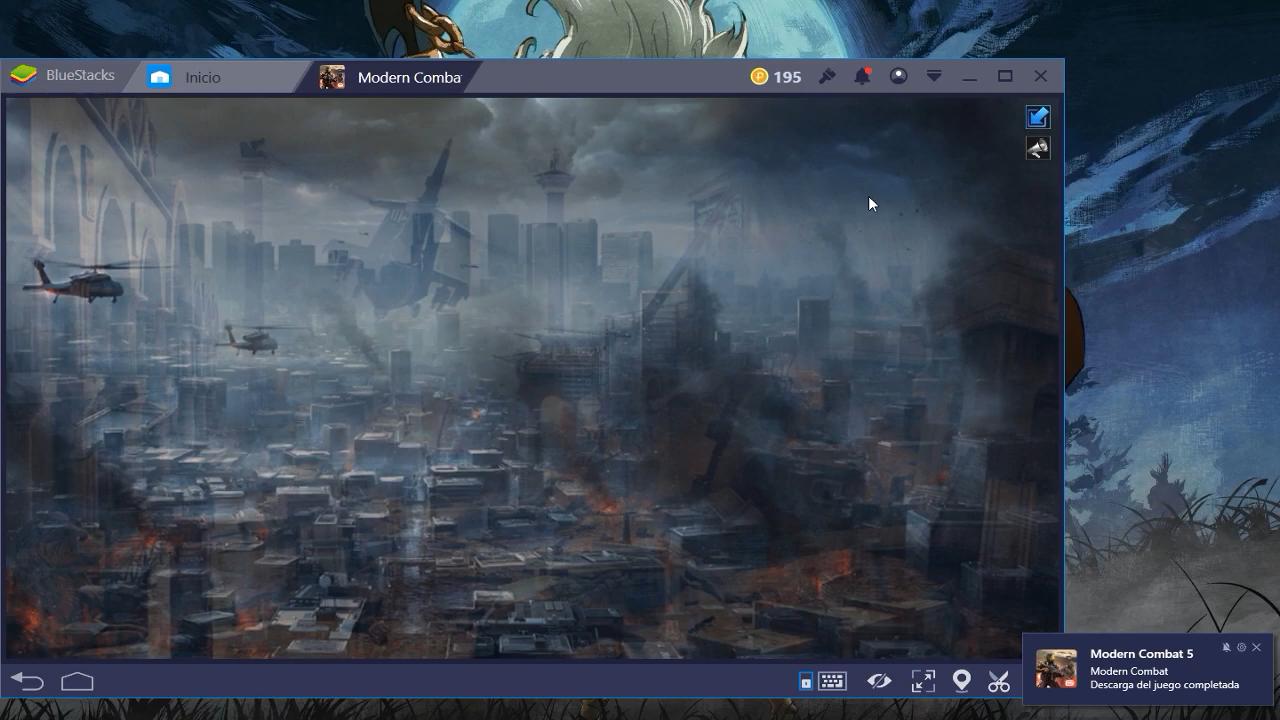 BlueStacks
Inicio
Modern Comba
195
Modern Combat 5
Modern Combat
Descarga del juego completada